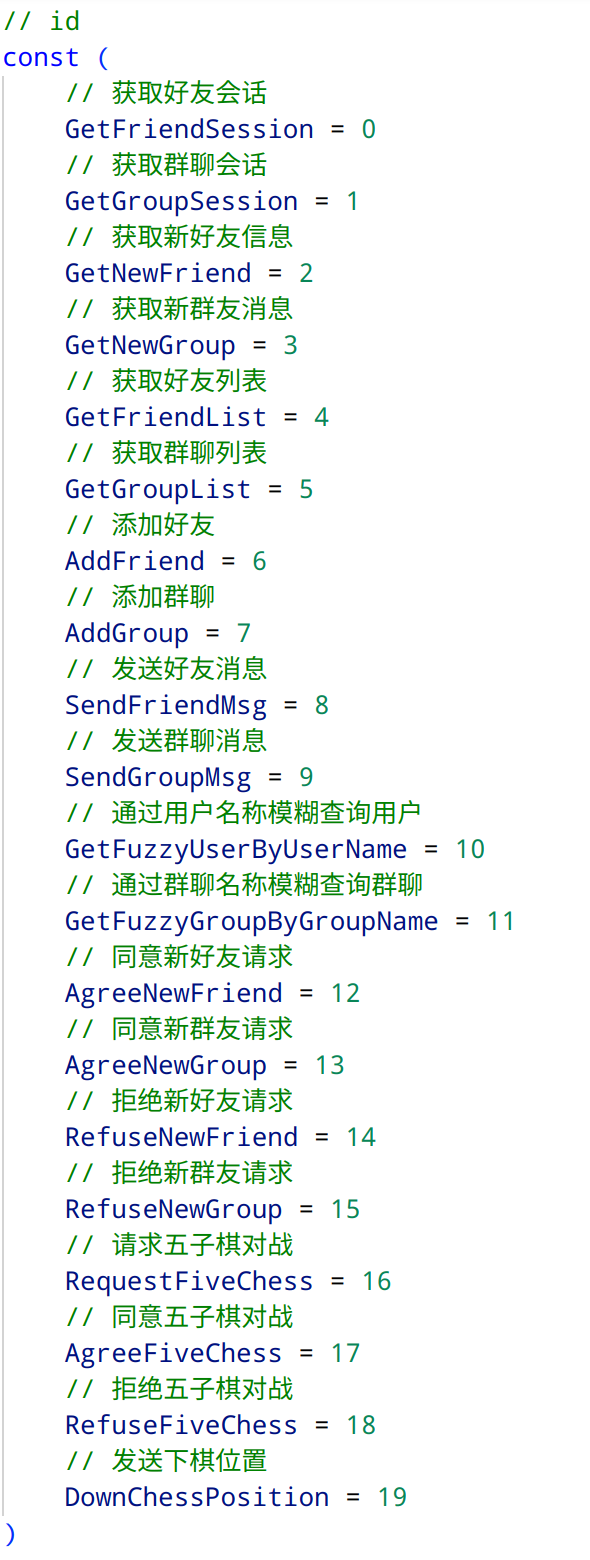 // id
const (
// 获取好友会话
GetFriendSession = 0
// 获取群聊会话
GetGroupSession = 1
// 获取新好友信息
GetNewFriend = 2
// 获取新群友消息
GetNewGroup = 3
// 获取好友列表
GetFriendList = 4
// 获取群聊列表
GetGroupList = 5
// 添加好友
AddFriend = 6
// 添加群聊
AddGroup = 7
// 发送好友消息
SendFriendMsg = 8
// 发送群聊消息
SendGroupMsg = 9
// 通过用户名称模糊查询用户
GetFuzzyUserByUserName = 10
// 通过群聊名称模糊查询群聊
GetFuzzyGroupByGroupName = 11
// 同意新好友请求
AgreeNewFriend = 12
// 同意新群友请求
AgreeNewGroup = 13
// 拒绝新好友请求
RefuseNewFriend = 14
// 拒绝新群友请求
RefuseNewGroup = 15
// 请求五子棋对战
RequestFiveChess = 16
// 同意五子棋对战
AgreeFiveChess = 17
// 拒绝五子棋对战
RefuseFiveChess = 18
// 发送下棋位置
DownChessPosition = 19
)